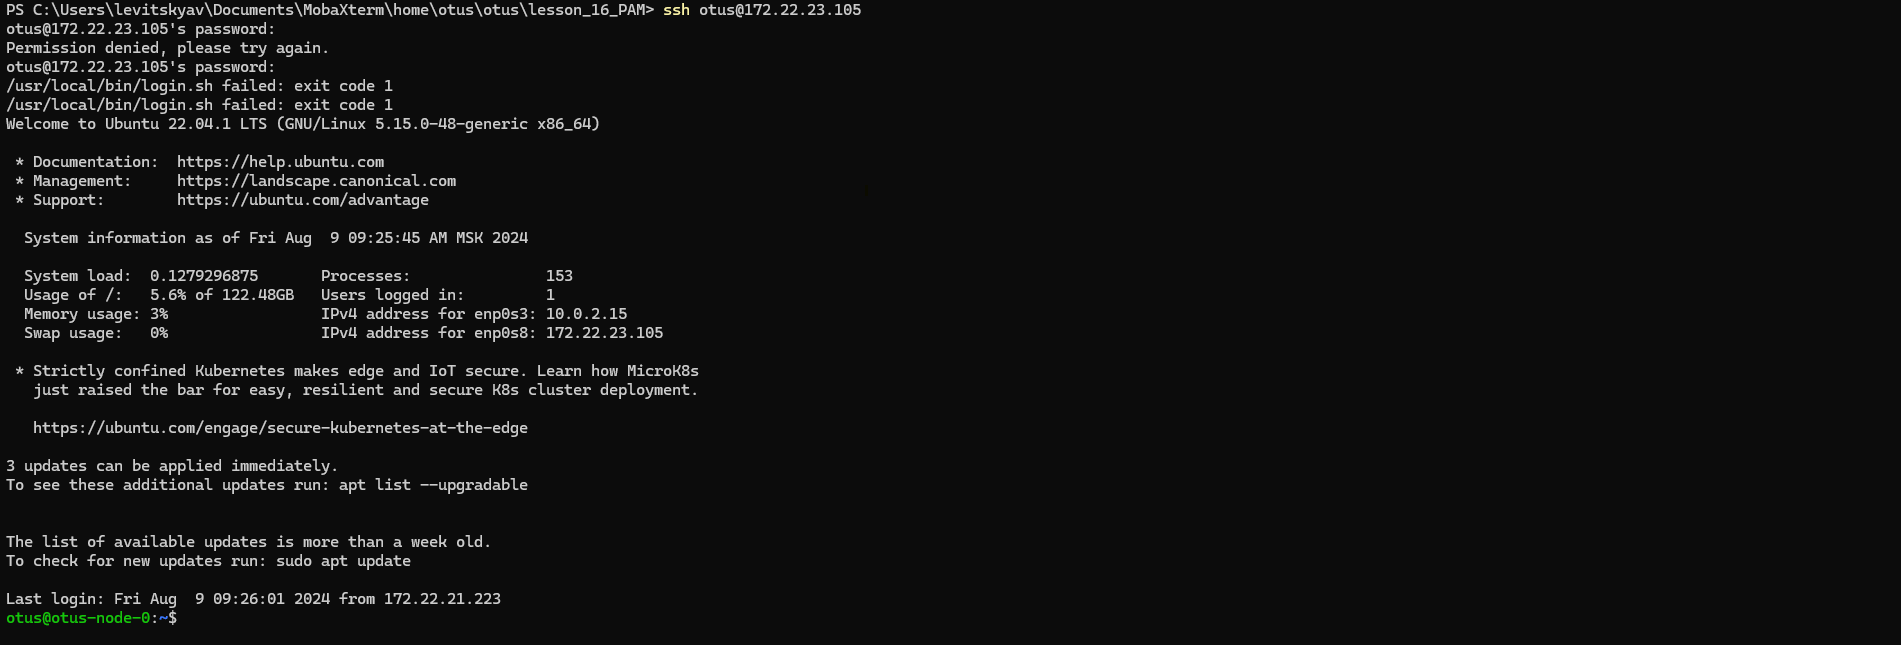 PS C:\Users\levitskyav\Documents\MobaXterm\home\otus\otus\lesson_16_PAM> ssh otus@172.22.23.105
otus@172.22.23.105's password:
Permission denied, please try again.
otus@172.22.23.105's password:
/usr/local/bin/login.sh failed: exit code 1
/usr/local/bin/login.sh failed: exit code 1
Welcome to Ubuntu 22.04.1 LTS (GNU/Linux 5.15.0-48-generic x86_64)

 * Documentation:  https://help.ubuntu.com
 * Management:     https://landscape.canonical.com
 * Support:        https://ubuntu.com/advantage

  System information as of Fri Aug  9 09:25:45 AM MSK 2024

  System load:  0.1279296875       Processes:               153
  Usage of /:   5.6% of 122.48GB   Users logged in:         1
  Memory usage: 3%                 IPv4 address for enp0s3: 10.0.2.15
  Swap usage:   0%                 IPv4 address for enp0s8: 172.22.23.105

 * Strictly confined Kubernetes makes edge and IoT secure. Learn how MicroK8s
   just raised the bar for easy, resilient and secure K8s cluster deployment.

   https://ubuntu.com/engage/secure-kubernetes-at-the-edge

3 updates can be applied immediately.
To see these additional updates run: apt list --upgradable


The list of available updates is more than a week old.
To check for new updates run: sudo apt update

Last login: Fri Aug  9 09:26:01 2024 from 172.22.21.223
otus@otus-node-0:~$